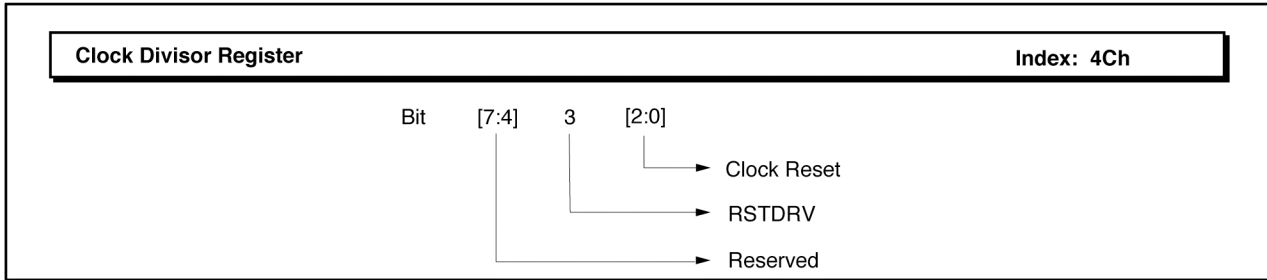 Clock Divisor Register Index: 4Ch
Bit [7:4] 3 [2:0]
Clock Reset
RSTDRV
Reserved